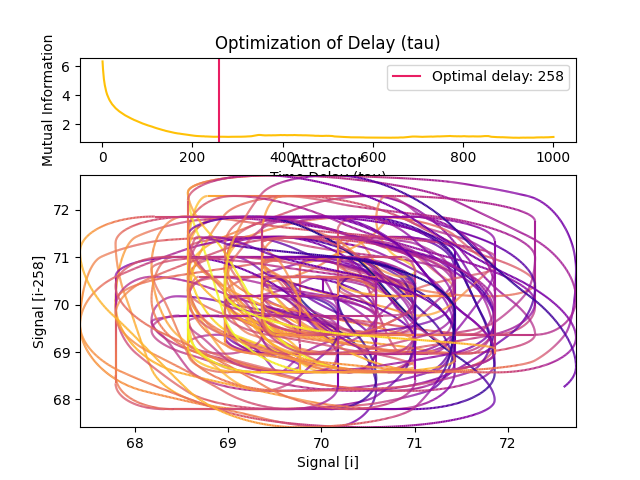 Optimization of Delay (tau)
Mutual Information
6
4
2
Optimal delay: 258
0
200
400
600
800
1000
Time Delay (tau)
Attractor
Signal [i-258]
72
71
70
69
68
68
69
70
71
72
Signal [i]